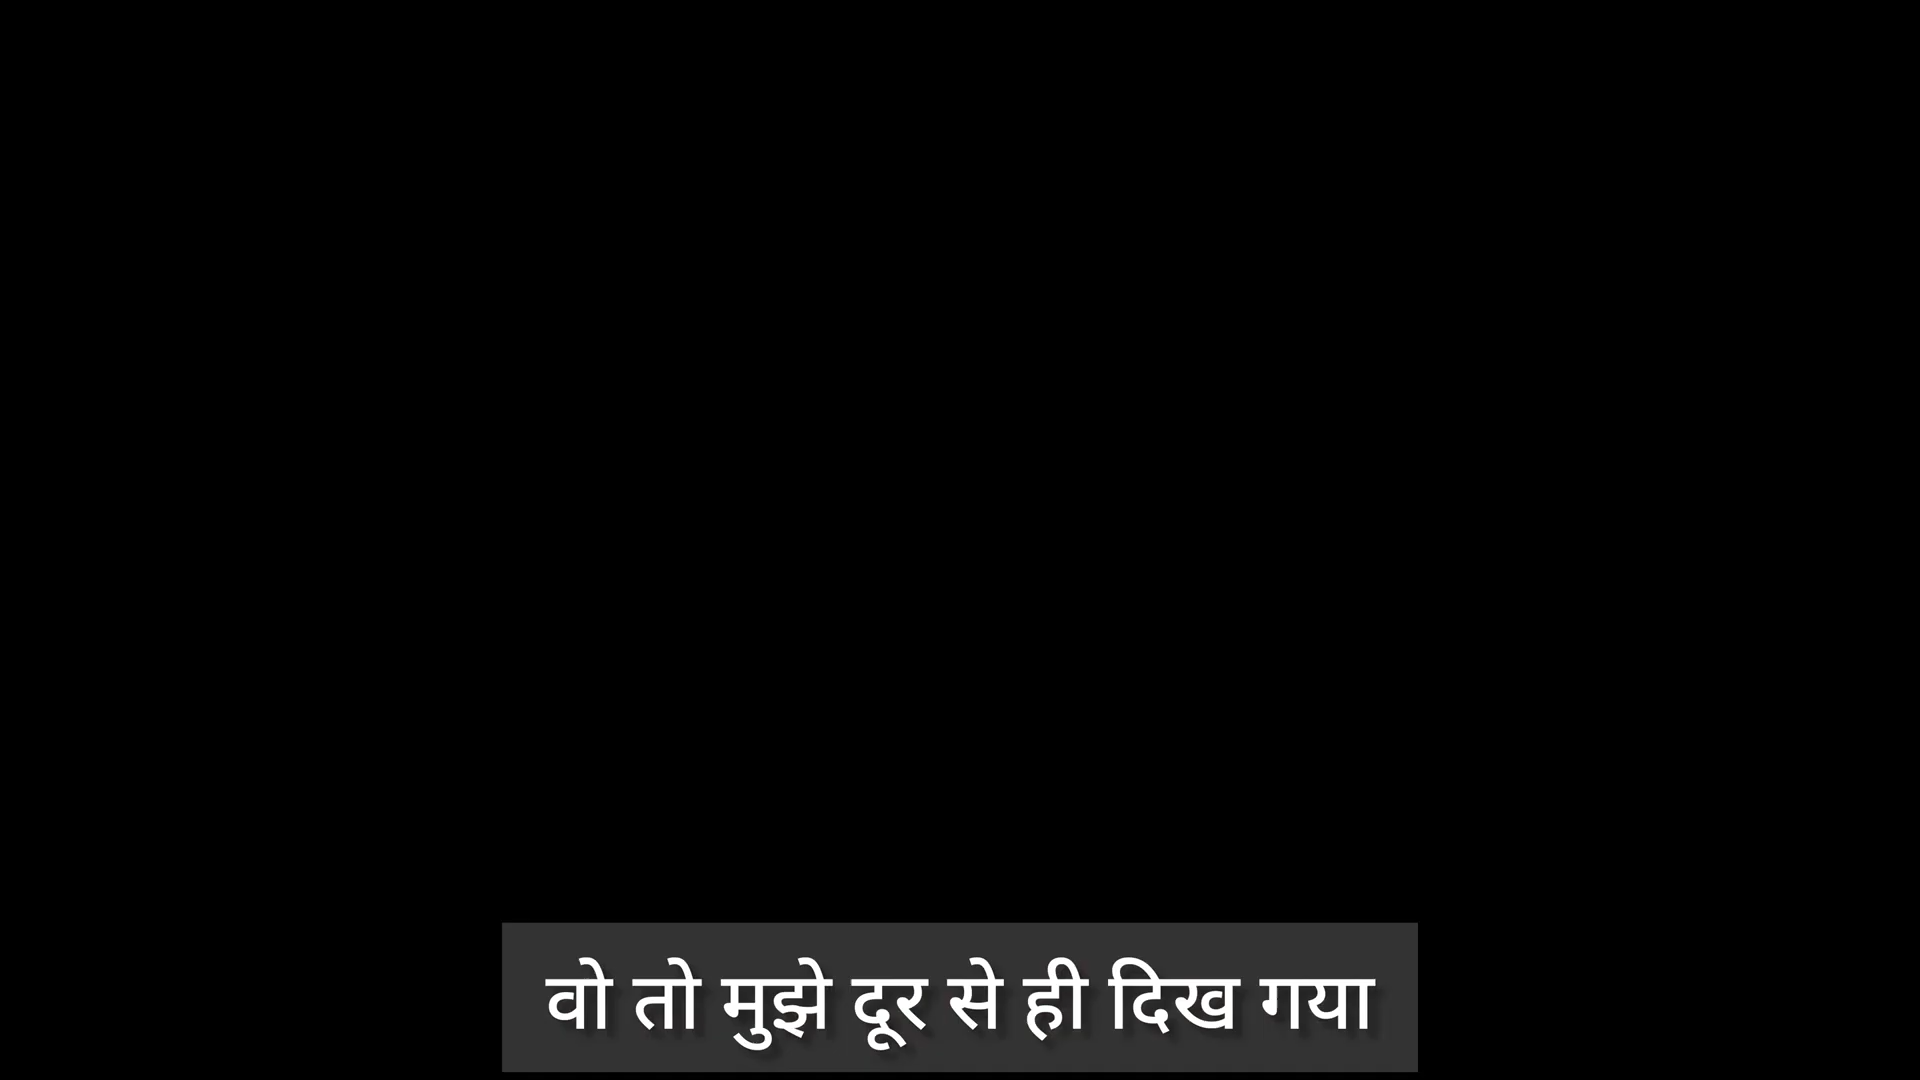 वो तो मुझे दूर से ही दिख गया